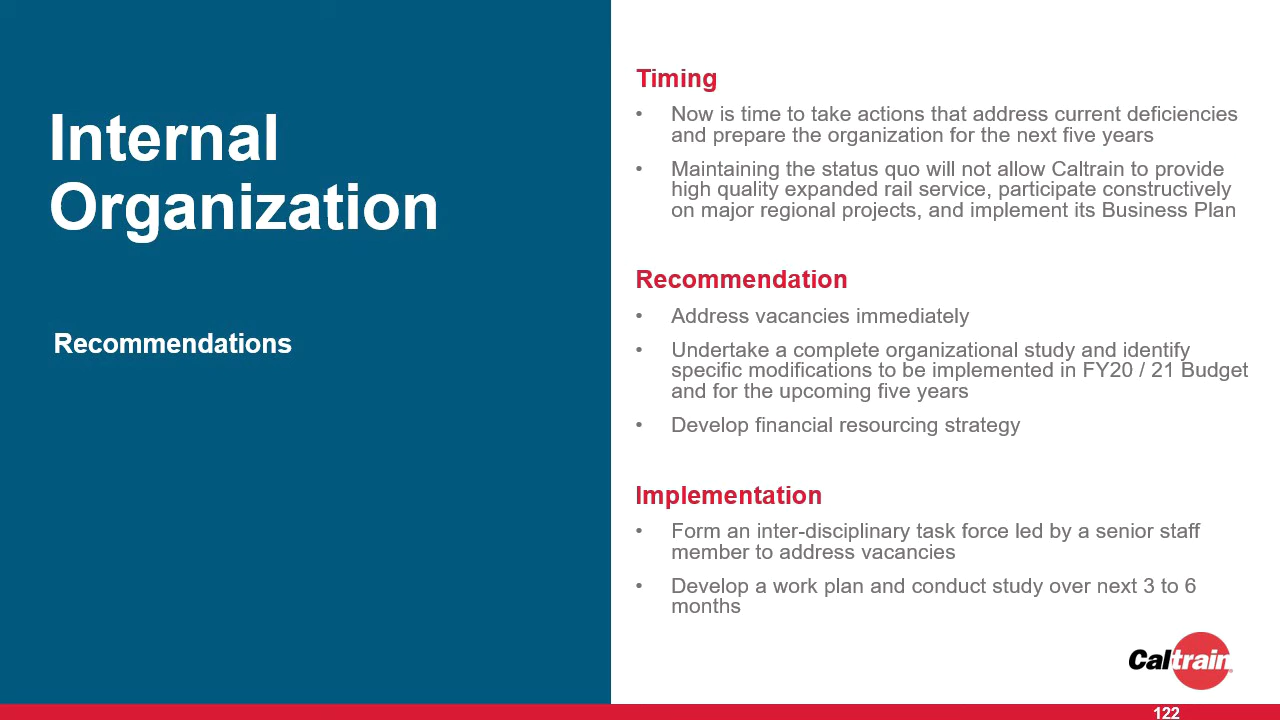 Internal
Organization
Recommendations
Timing
• Now is time to take actions that address current deficiencies
and prepare the organization for the next five years
• Maintaining the status quo will not allow Caltrain to provide
high quality expanded rail service, participate constructively
on major regional projects, and implement its Business Plan
Recommendation
• Address vacancies immediately
• Undertake a complete organizational study and identify
specific modifications to be implemented in FY20 / 21 Budget
and for the upcoming five years
• Develop financial resourcing strategy
Implementation
• Form an inter-disciplinary task force led by a senior staff
member to address vacancies
• Develop a work plan and conduct study over next 3 to 6
months
Caltrain
122